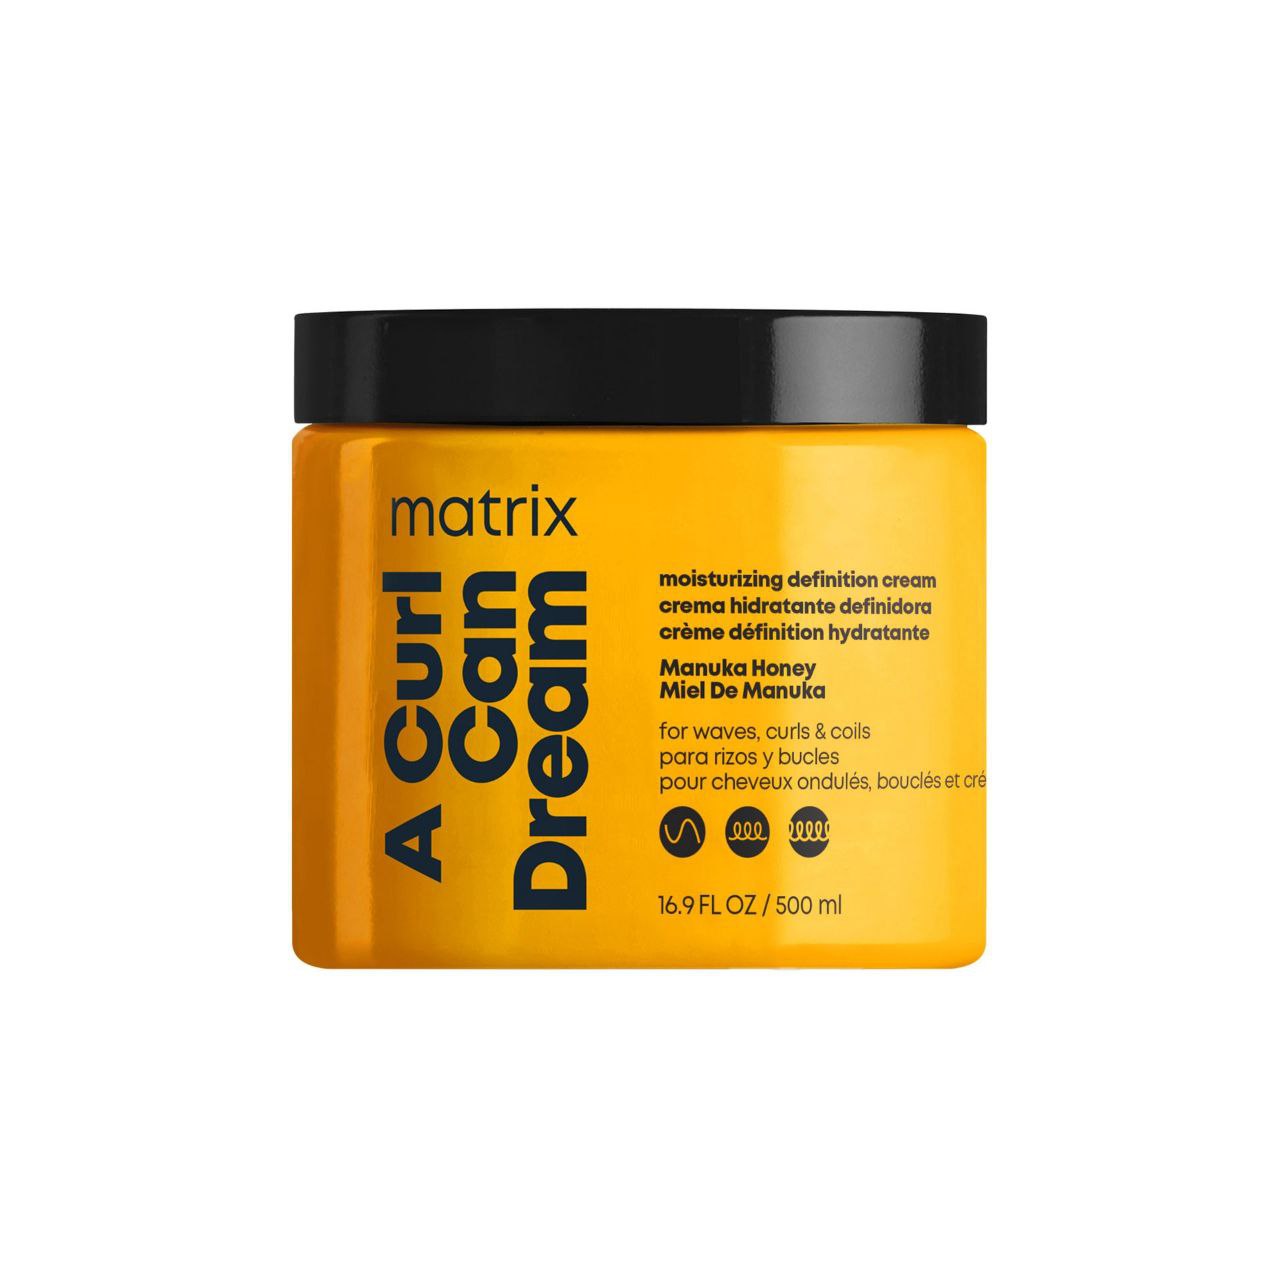 matrix
A Curl
Can
Dream
moisturizing definition cream
crema hidratante definidora
crème définition hydratante
Manuka Honey
Miel De Manuka
for waves, curls & coils
para rizos y bucles
pour cheveux ondulés, bouclés et cré
16.9 FL OZ / 500 ml